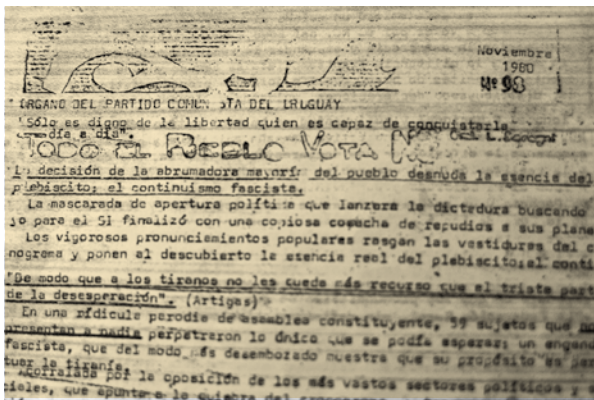 Noviembre
1980
Nº 98
ORGANO DEL PARTIDO COMUNISTA DEL URUGUAY
"Sólo es digno de la libertad quien es capaz de conquistarla
día a día".
TODO EL PUEBLO VOTA NO
"La decisión de la abrumadora mayoría del pueblo desnuda la esencia del
plebiscito: el continuismo fascista.
La mascarada de apertura política que lanzara la dictadura buscando
jo para el SI finalizó con una copiosa cosecha de repudios a sus plane
Los vigorosos pronunciamientos populares rasgan las vestiduras del c
nograma y ponen al descubierto la esencia real del plebiscito:el conti
"De modo que a los tiranos no les queda más recurso que el triste part
de la desesperación". (Artigas)
En una ridícula parodia de asamblea constituyente, 59 sujetos que no
presentan a nadie perpetraron lo único que se podía esperar: un engend
fascista, que del modo más desembozado muestra que su propósito es per
tuar la tiranía.
Acorralada por la oposición de los más vastos sectores políticos y s
ciales, que apunta a la quiebra del